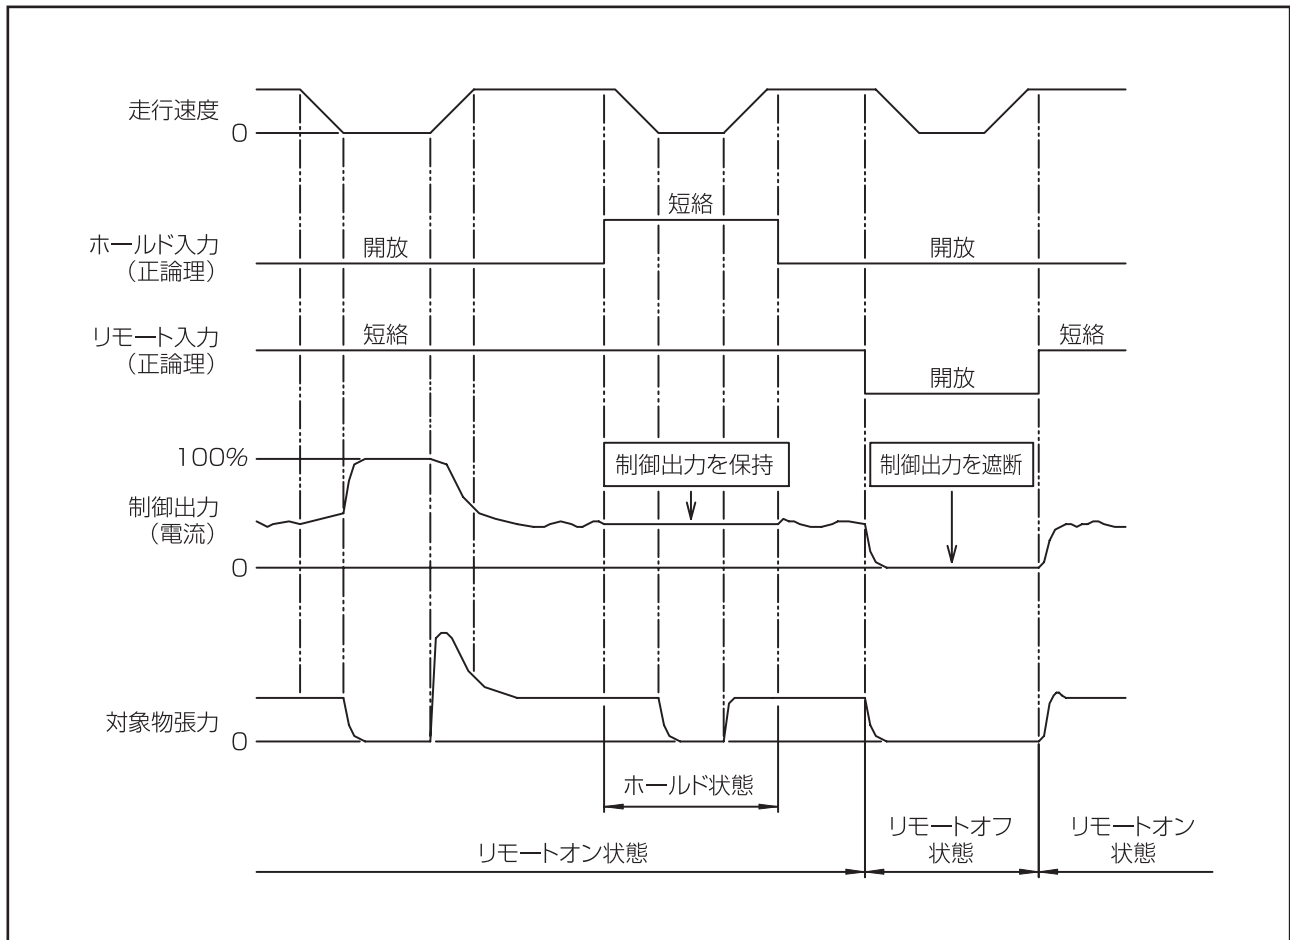 走行速度
0
短絡
ホールド入力
(正論理)
開放
開放
リモート入力
(正論理)
短絡
短絡
開放
100%
制御出力を保持
制御出力を遮断
制御出力
(電流)
0
対象物張力
0
ホールド状態
リモートオン状態
リモートオフ
状態
リモートオン
状態